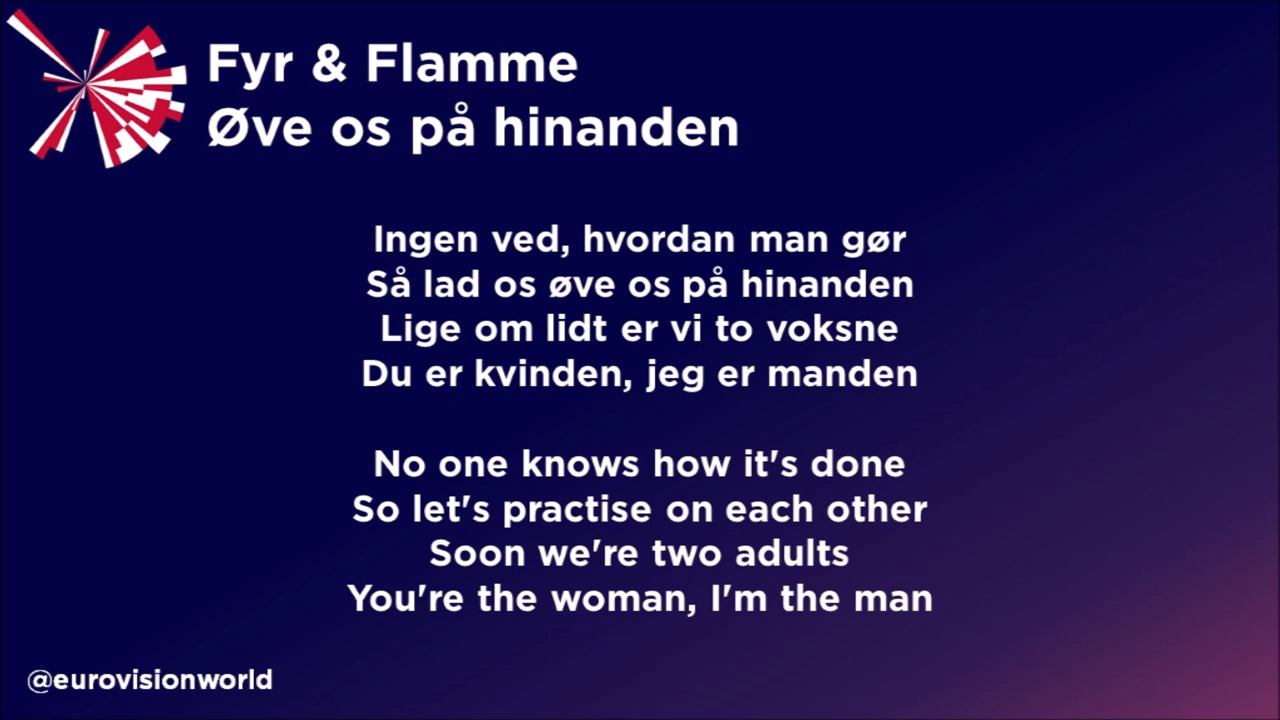 Fyr & Flamme
Øve os på hinanden
Ingen ved, hvordan man gør
Så lad os øve os på hinanden
Lige om lidt er vi to voksne
Du er kvinden, jeg er manden
No one knows how it's done
So let's practise on each other
Soon we're two adults
You're the woman, I'm the man
@eurovisionworld